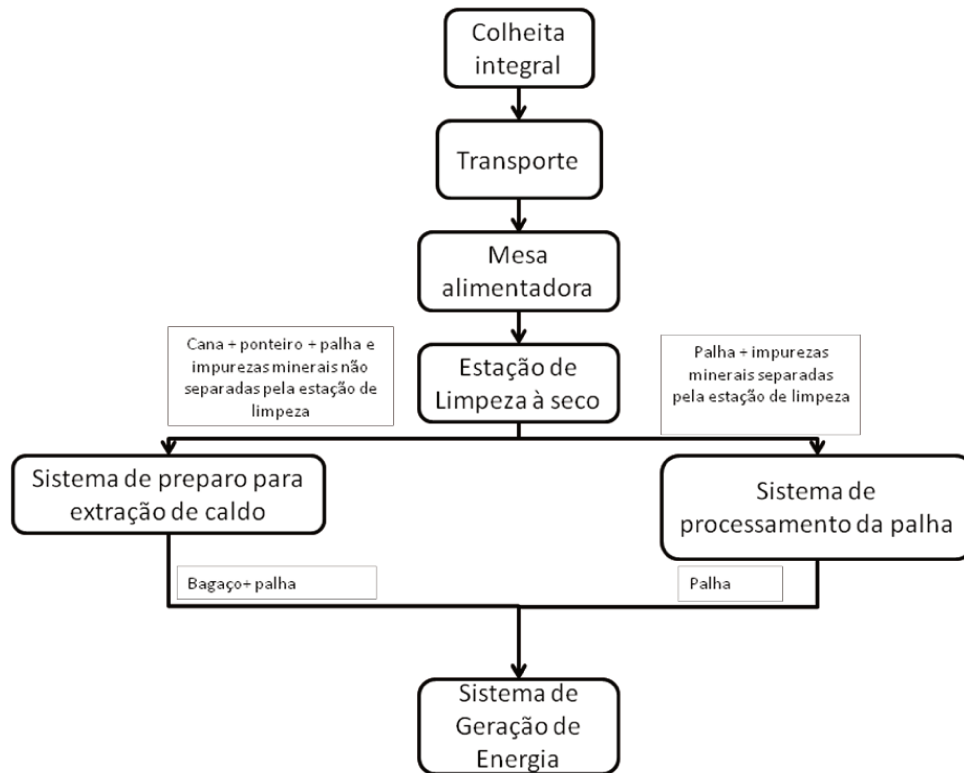 Colheita
integral
Transporte
Mesa
alimentadora
Cana + ponteiro + palha e
impurezas minerais não
separadas pela estação de
limpeza
Estação de
Limpeza à seco
Palha + impurezas
minerais separadas
pela estação de limpeza
Sistema de preparo para
extração de caldo
Sistema de
processamento da palha
Bagaço+ palha
Palha
Sistema de
Geração de
Energia